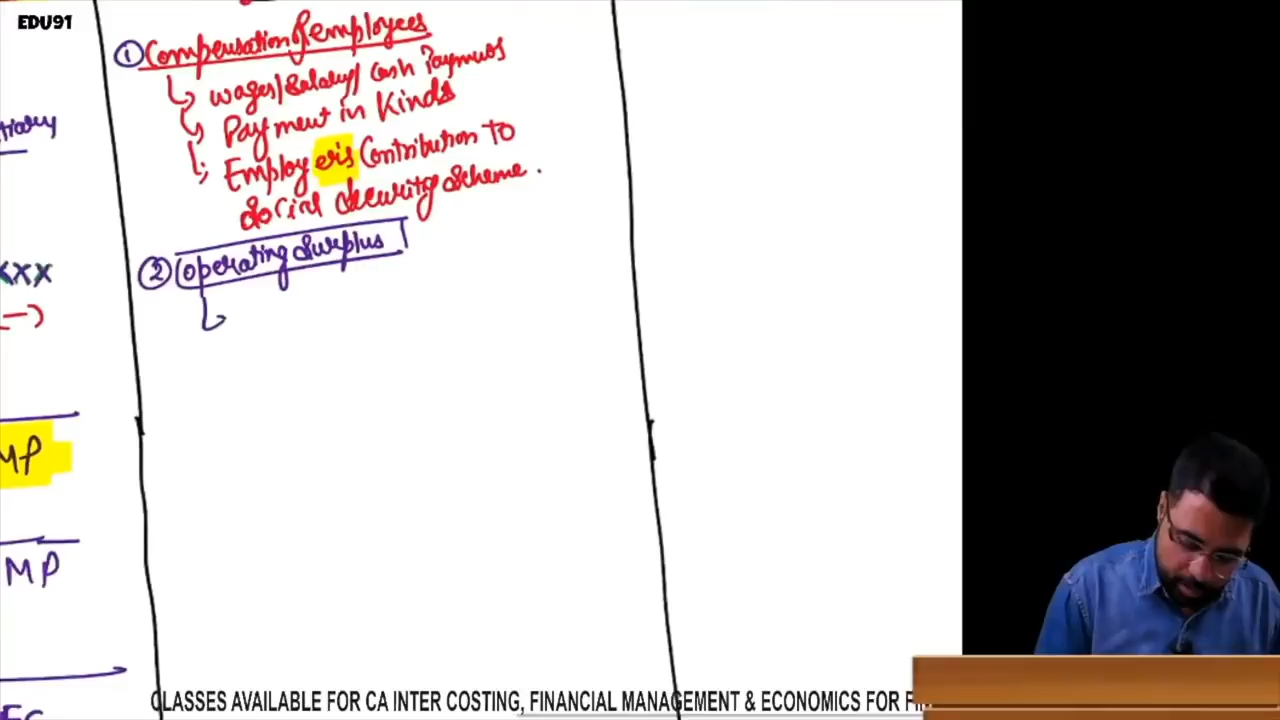 EDU91
① Compensation of employees
wages/salary/ cash Payments
Payment in Kinds
Employer's Contribution to
Social Security Scheme.
② Operating Surplus
tiary
XXX
(-)
MP
MP
CLASSES AVAILABLE FOR CA INTER COSTING, FINANCIAL MANAGEMENT & ECONOMICS FOR